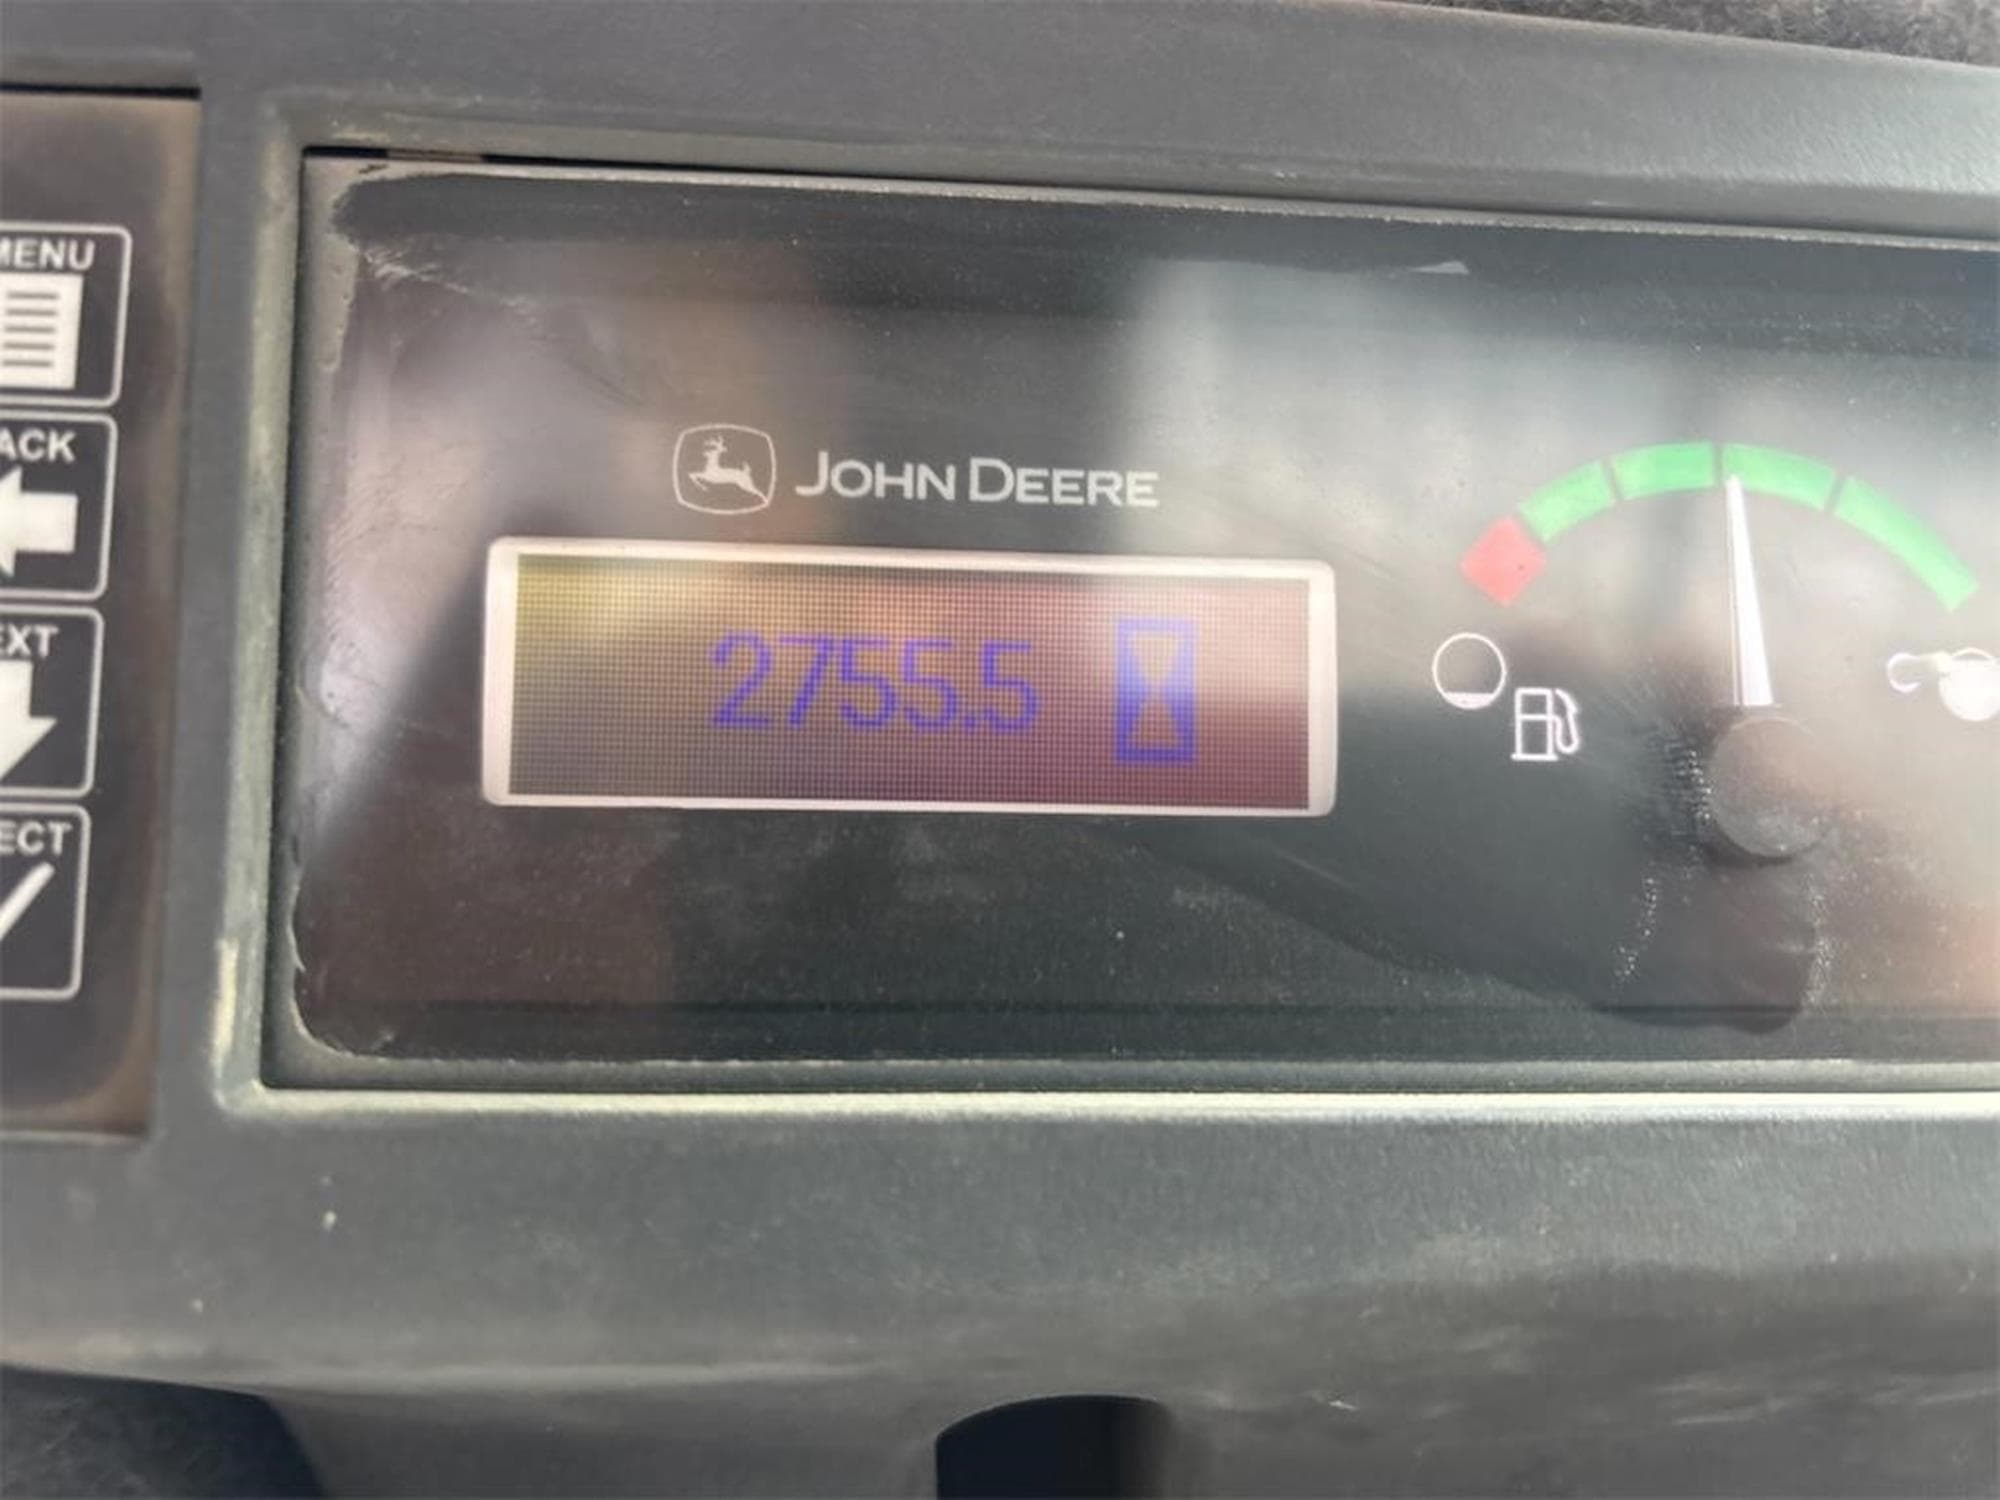 MENU
ACK
EXT
ECT
JOHN DEERE
2755.5